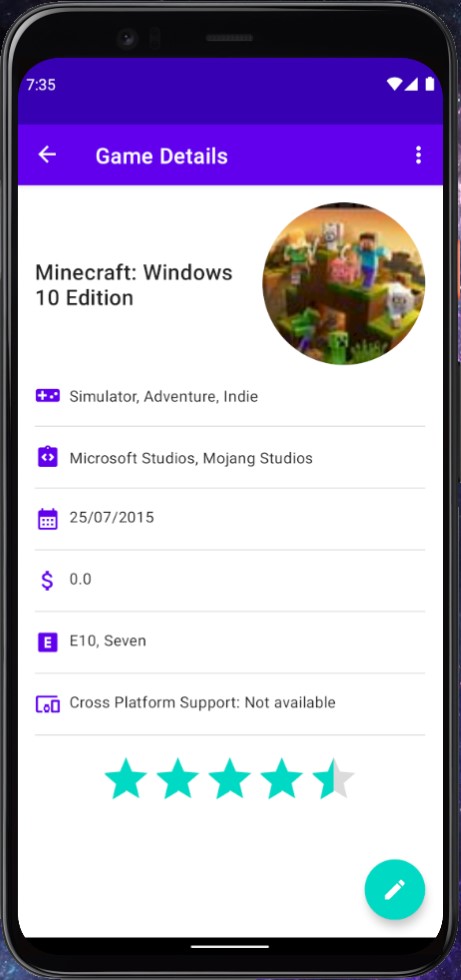 7:35
Game Details
Minecraft: Windows
10 Edition
Simulator, Adventure, Indie
Microsoft Studios, Mojang Studios
25/07/2015
$ 0.0
E E10, Seven
Cross Platform Support: Not available